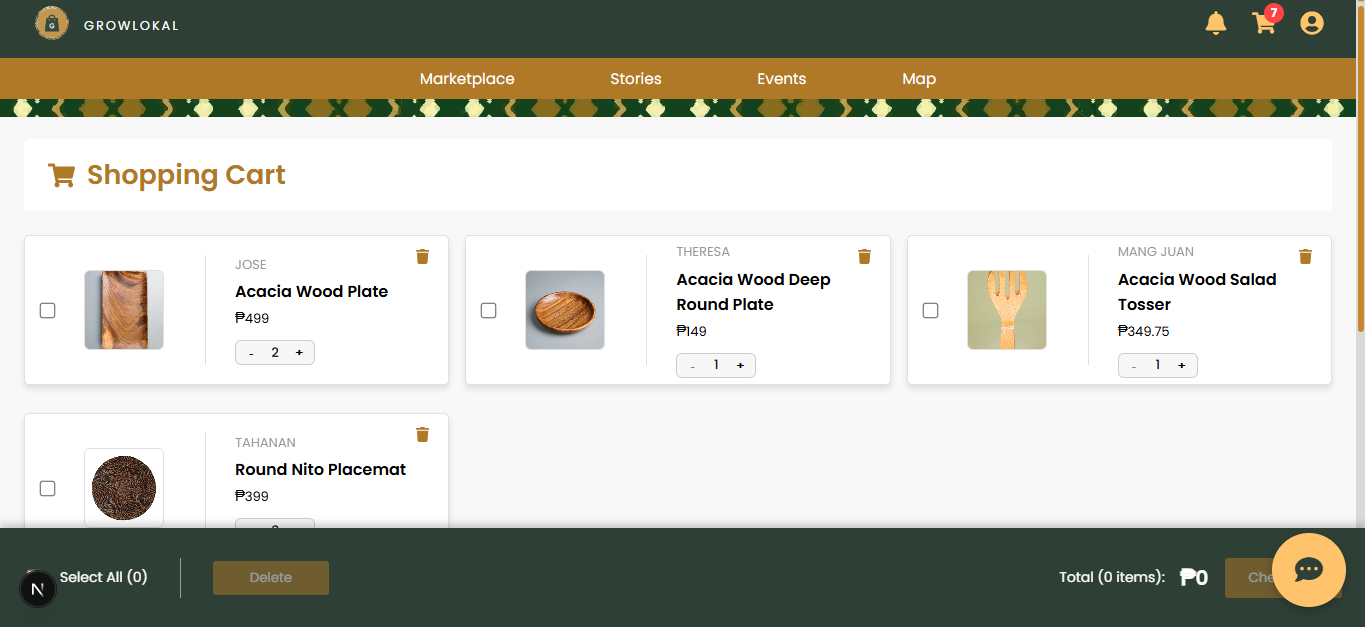 G
GROWLOKAL
7
Marketplace
Stories
Events
Map
Shopping Cart
JOSE
Acacia Wood Plate
₱499
- 2 +
THERESA
Acacia Wood Deep
Round Plate
₱149
- 1 +
MANG JUAN
Acacia Wood Salad
Tosser
₱349.75
- 1 +
TAHANAN
Round Nito Placemat
₱399
N
Select All (0)
Delete
Total (0 items):
₱0